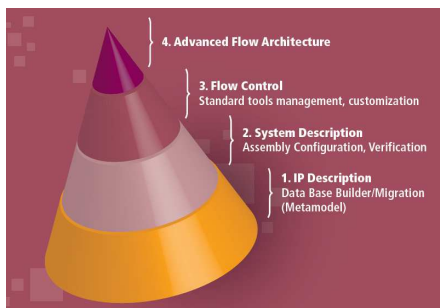 4. Advanced Flow Architecture
3. Flow Control
Standard tools management, customization
2. System Description
Assembly Configuration, Verification
1. IP Description
Data Base Builder/Migration
(Metamodel)